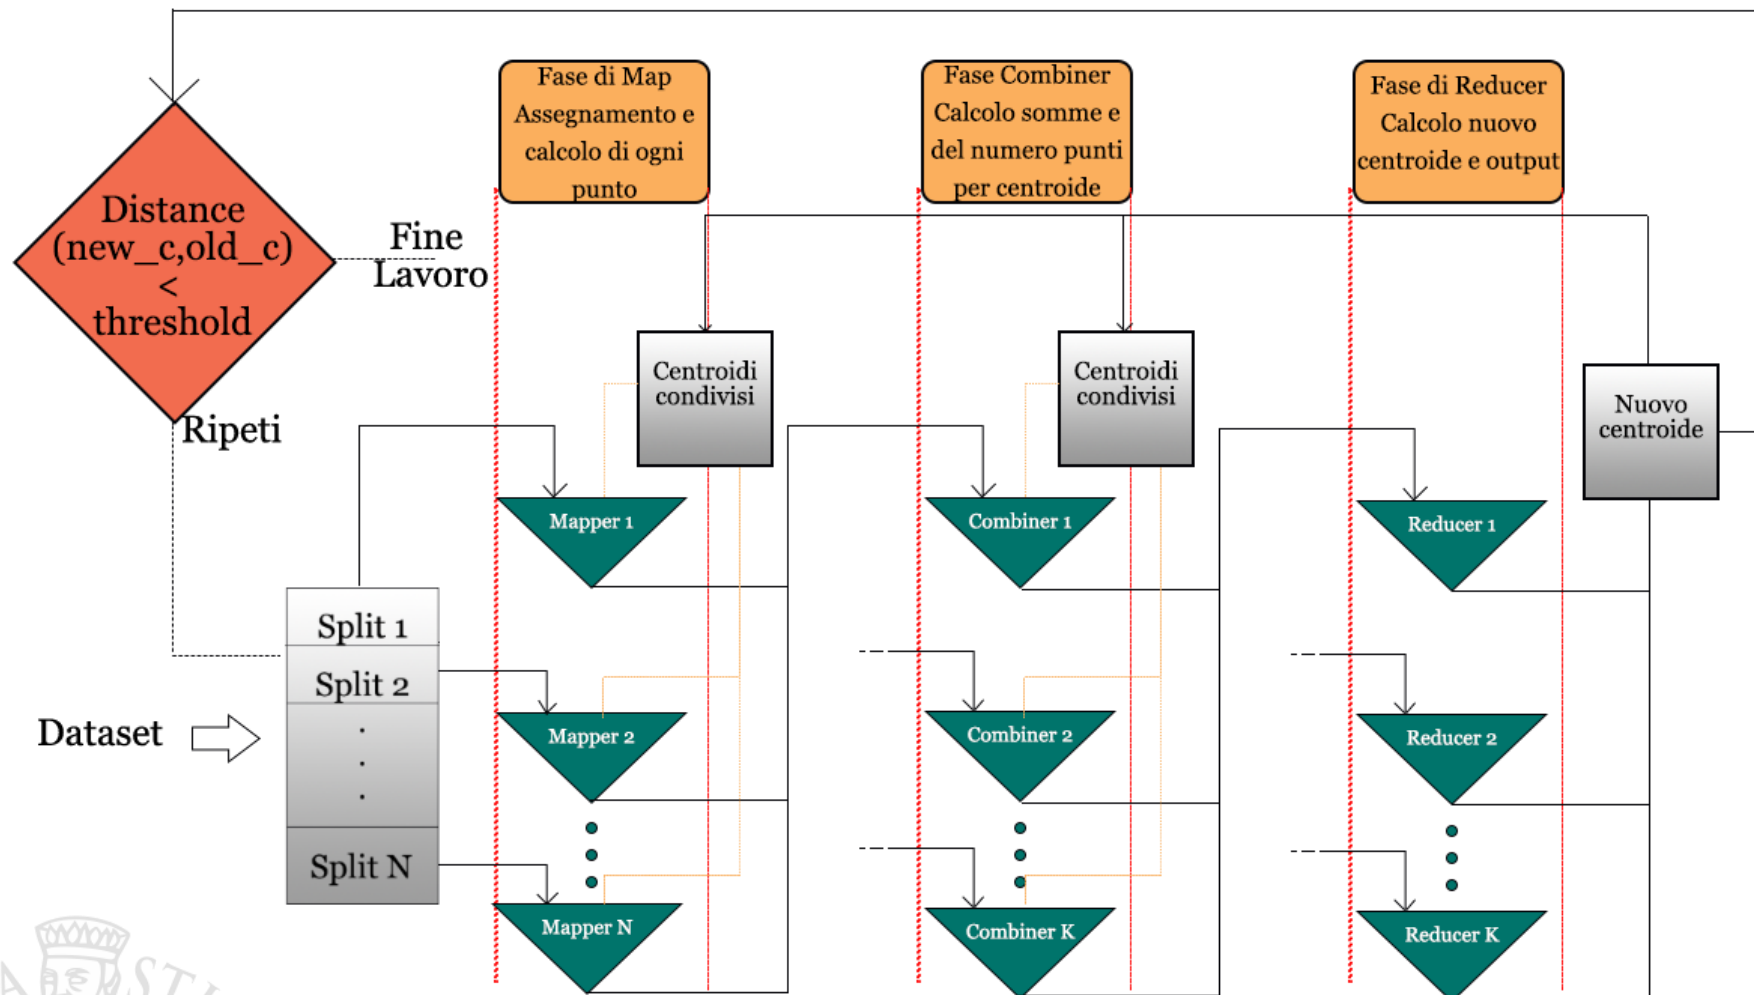 Fase di Map
Assegnamento e
calcolo di ogni
punto
Fase Combiner
Calcolo somme e
del numero punti
per centroide
Fase di Reducer
Calcolo nuovo
centroide e output
Distance
(new_c,old_c)
<
threshold
Fine
Lavoro
Ripeti
Centroidi
condivisi
Centroidi
condivisi
Nuovo
centroide
Mapper 1
Combiner 1
Reducer 1
Split 1
Split 2
.
.
.
Split N
Dataset
Mapper 2
Combiner 2
Reducer 2
Mapper N
Combiner K
Reducer K